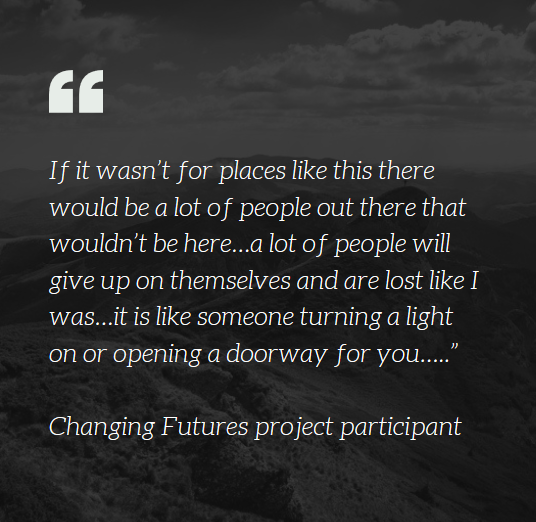 “
If it wasn’t for places like this there
would be a lot of people out there that
wouldn’t be here…a lot of people will
give up on themselves and are lost like I
was…it is like someone turning a light
on or opening a doorway for you…..”
Changing Futures project participant